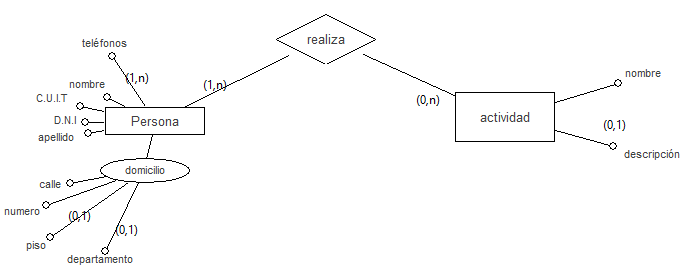 realiza
teléfonos
(1,n)
(1,n)
nombre
C.U.I.T
D.N.I
apellido
Persona
(0,n)
actividad
nombre
(0,1)
descripción
domicilio
calle
numero
(0,1)
piso
(0,1)
departamento